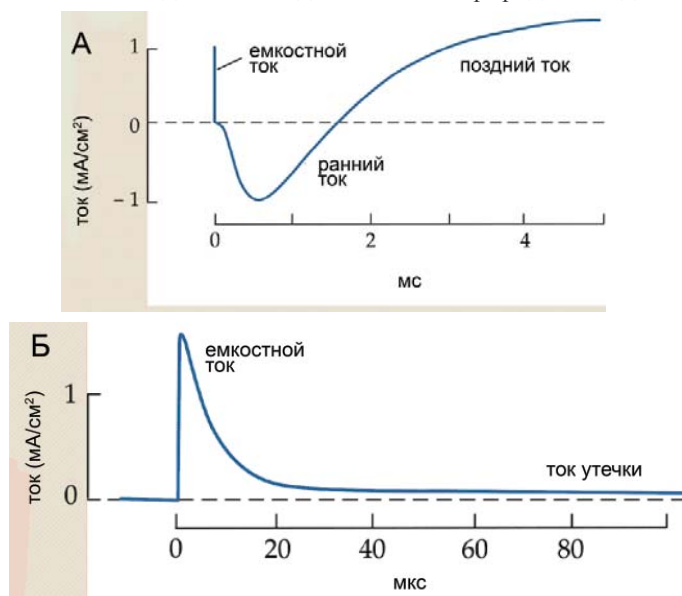 А
емкостной
ток
поздний ток
ранний
ток
ток (мА/см²)
1
0
– 1
0
2
4
мс
Б
емкостной
ток
ток утечки
ток (мА/см²)
1
0
0
20
40
60
80
мкс